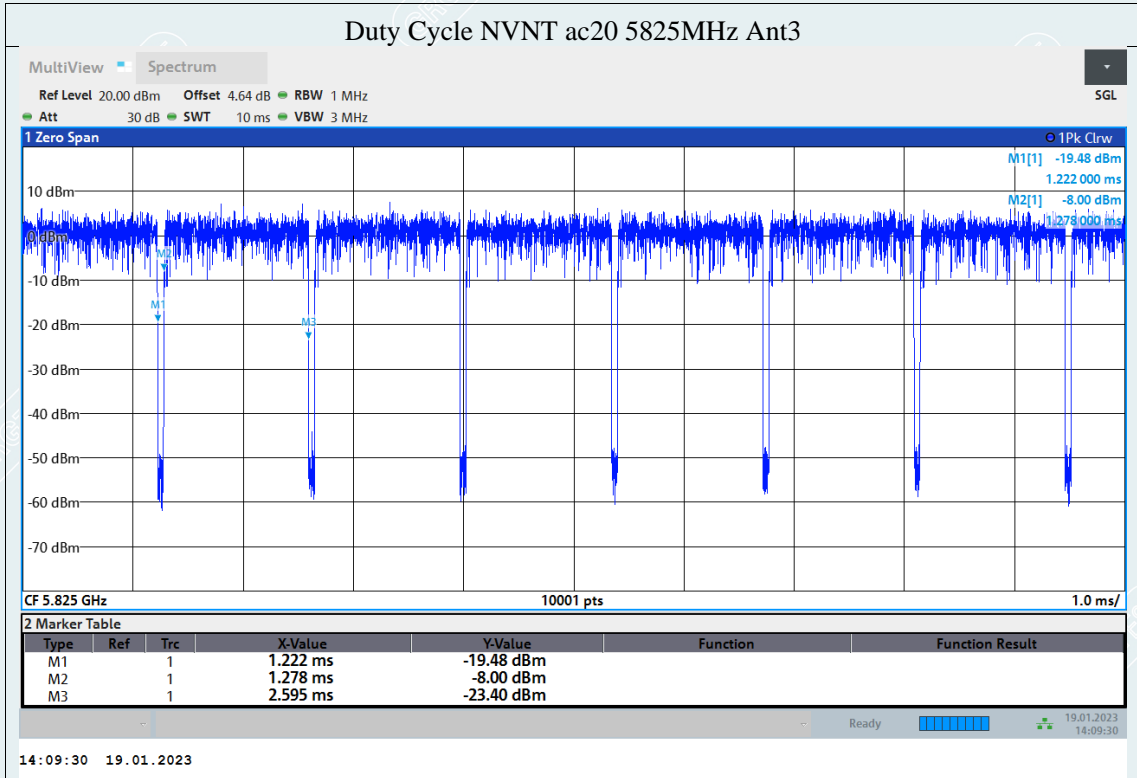 Duty Cycle NVNT ac20 5825MHz Ant3
MultiView Spectrum
Ref Level 20.00 dBm Offset 4.64 dB RBW 1 MHz SGL
Att 30 dB SWT 10 ms VBW 3 MHz
1 Zero Span 1Pk Clrw
M1[1] -19.48 dBm
1.222 000 ms
10 dBm
M2[1] -8.00 dBm
1.278 000 ms
0 dBm
M2
-10 dBm
M1
-20 dBm
M3
-30 dBm
-40 dBm
-50 dBm
-60 dBm
-70 dBm
CF 5.825 GHz 10001 pts 1.0 ms/
2 Marker Table
Type Ref Trc X-Value Y-Value Function Function Result
M1 1 1.222 ms -19.48 dBm
M2 1 1.278 ms -8.00 dBm
M3 1 2.595 ms -23.40 dBm
Ready 19.01.2023
14:09:30
14:09:30 19.01.2023